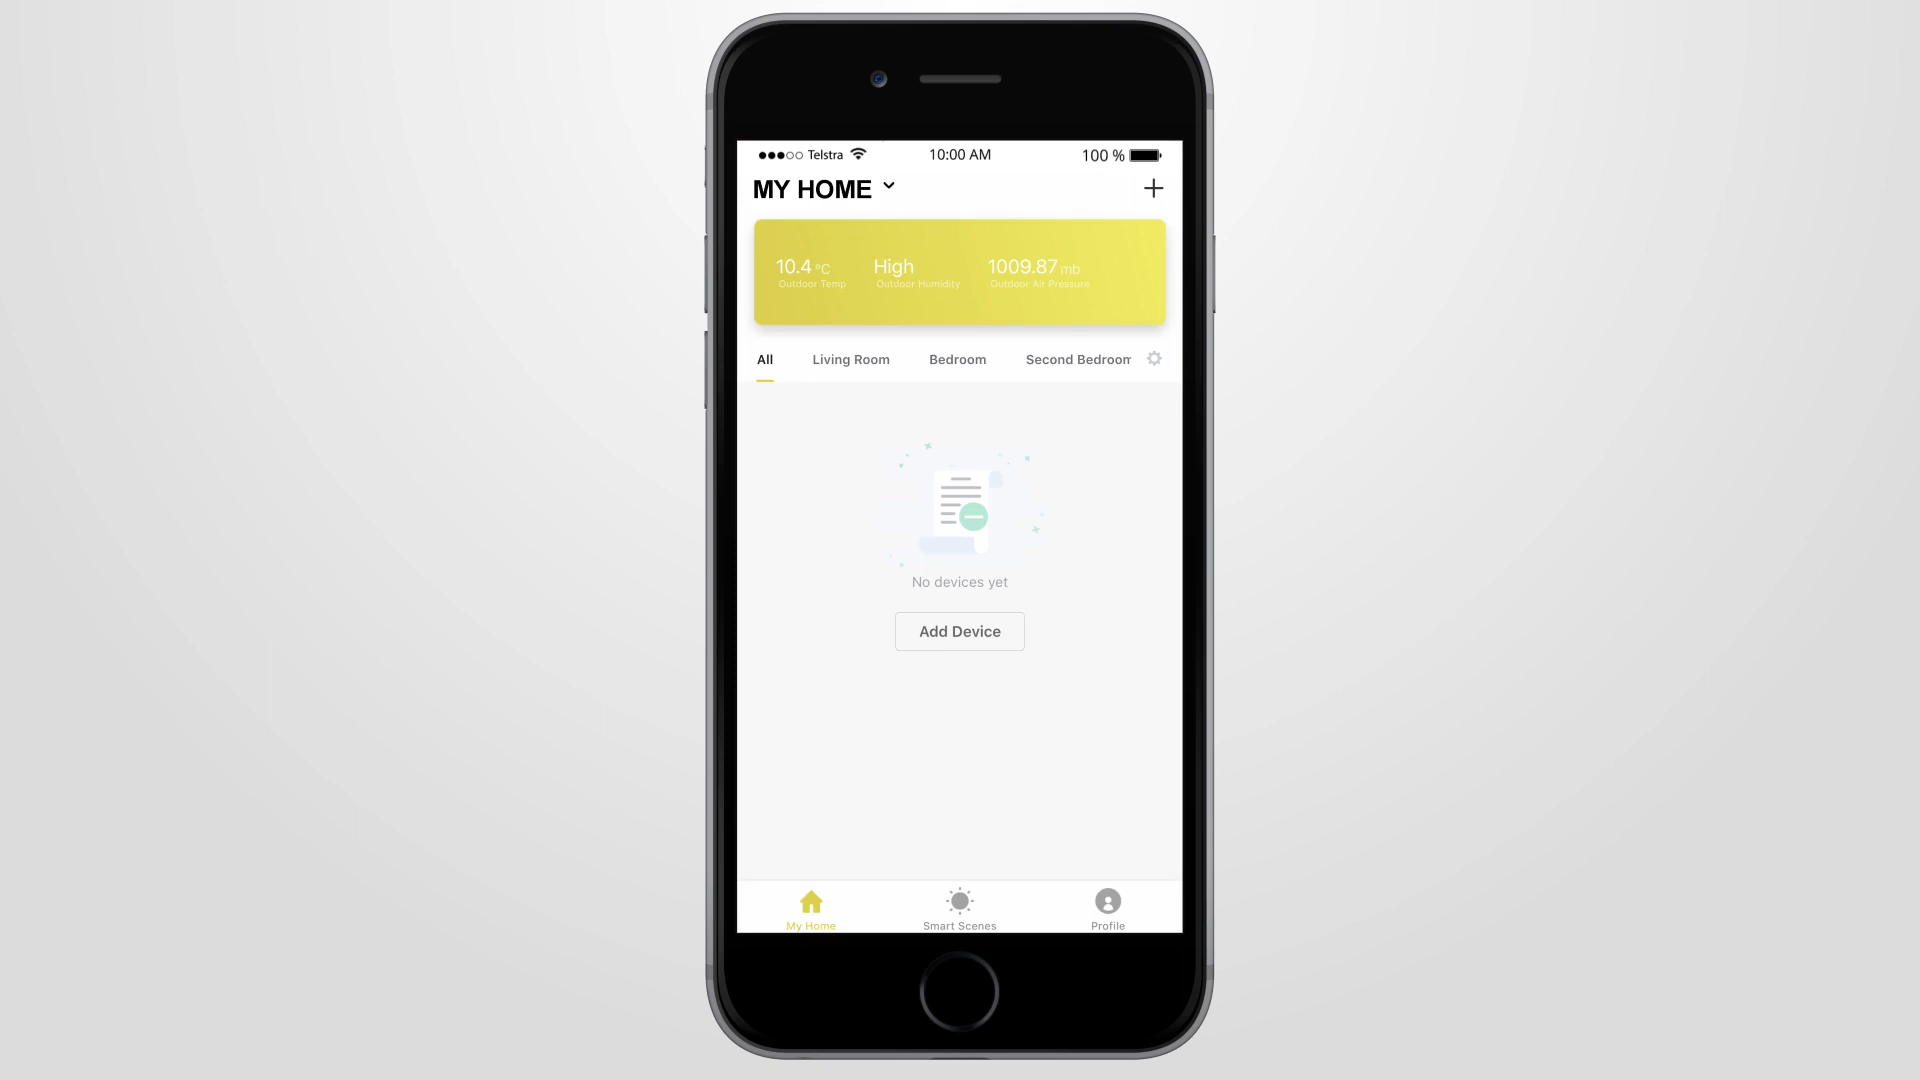 Telstra 10:00 AM 100 %
MY HOME
10.4 °C High 1009.87 mb
Outdoor Temp Outdoor Humidity Outdoor Air Pressure
All Living Room Bedroom Second Bedroom
No devices yet
Add Device
My Home Smart Scenes Profile